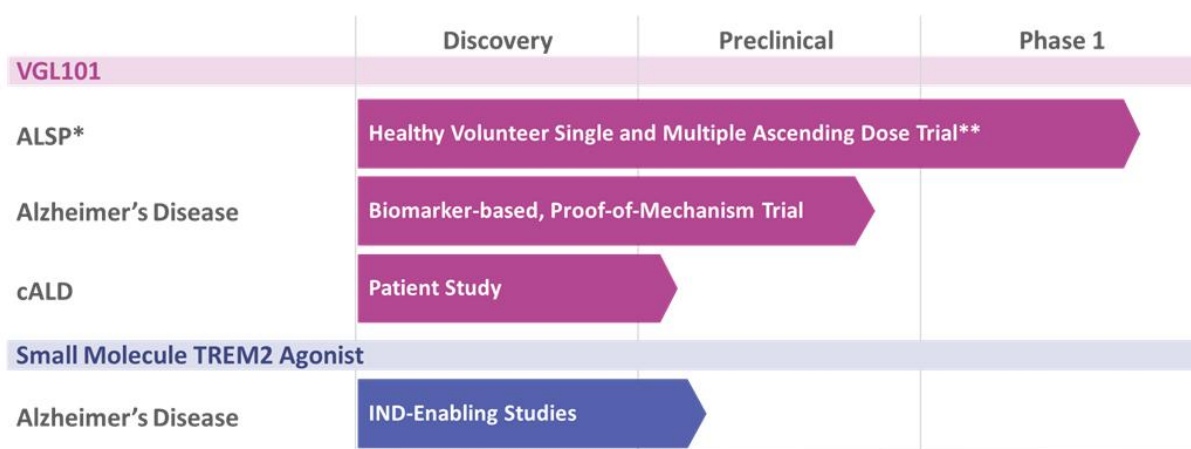 Discovery Preclinical Phase 1
VGL101
ALSP* Healthy Volunteer Single and Multiple Ascending Dose Trial**
Alzheimer's Disease Biomarker-based, Proof-of-Mechanism Trial
cALD Patient Study
Small Molecule TREM2 Agonist
Alzheimer's Disease IND-Enabling Studies